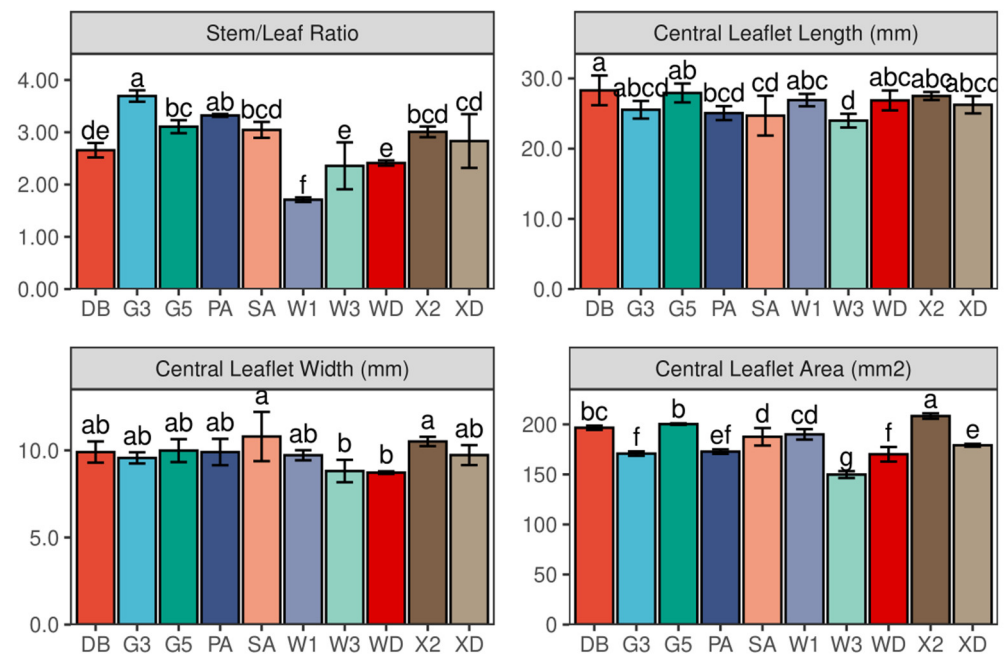 Stem/Leaf Ratio
4.00
3.00
2.00
1.00
0.00
de a bc ab bcd f e e bcd cd
DB G3 G5 PA SA W1 W3 WD X2 XD
Central Leaflet Length (mm)
30.0
20.0
10.0
0.0
a abcd ab bcd cd abc d abc abc abcd
DB G3 G5 PA SA W1 W3 WD X2 XD
Central Leaflet Width (mm)
10.0
5.0
0.0
ab ab ab ab a ab b b a ab
DB G3 G5 PA SA W1 W3 WD X2 XD
Central Leaflet Area (mm2)
200
150
100
50
0
bc f b ef d cd g f a e
DB G3 G5 PA SA W1 W3 WD X2 XD